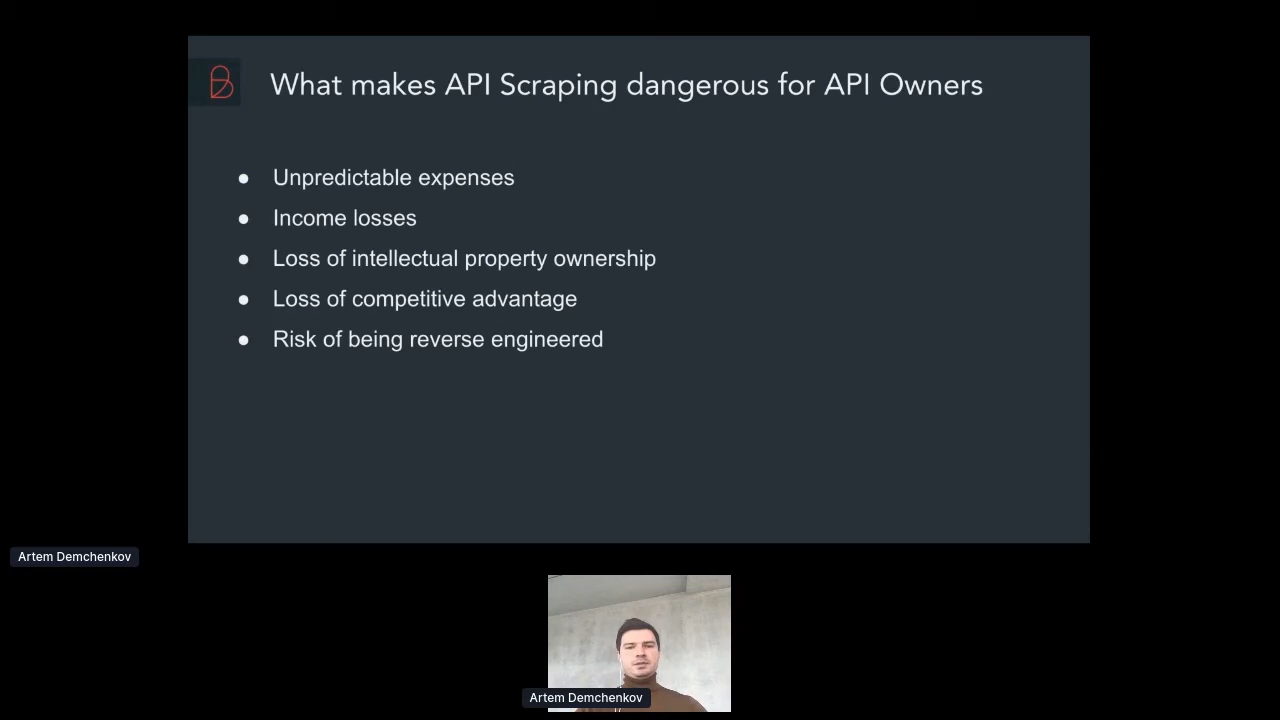 What makes API Scraping dangerous for API Owners
● Unpredictable expenses
● Income losses
● Loss of intellectual property ownership
● Loss of competitive advantage
● Risk of being reverse engineered
Artem Demchenkov
Artem Demchenkov